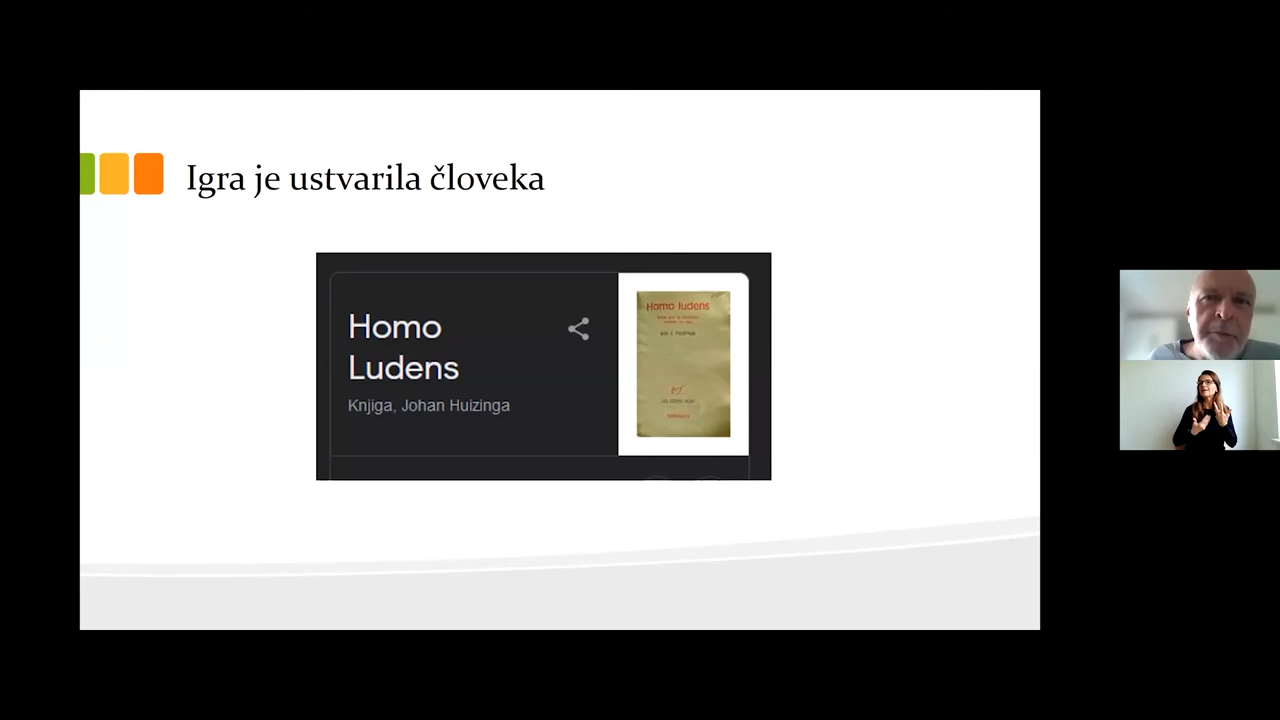 Igra je ustvarila človeka
Homo
Ludens
Knjiga, Johan Huizinga
Homo ludens